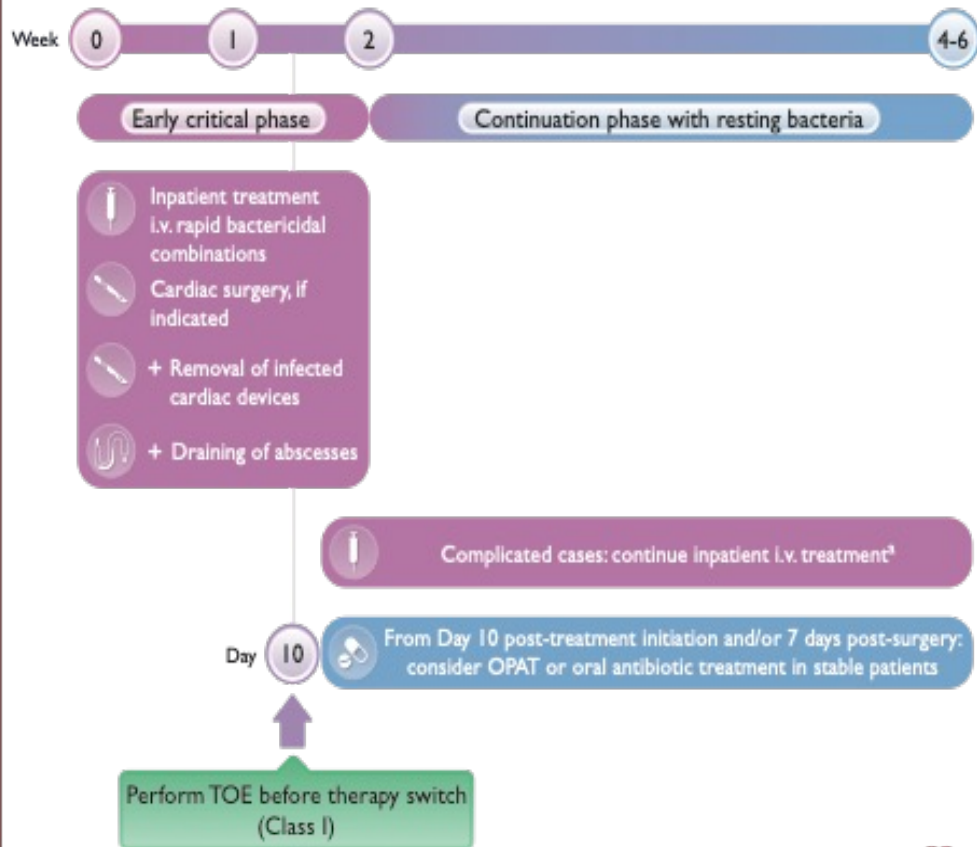 Week 0 1 2 4-6
Early critical phase
Continuation phase with resting bacteria
Inpatient treatment
i.v. rapid bactericidal
combinations
Cardiac surgery, if
indicated
+ Removal of infected
cardiac devices
+ Draining of abscesses
Complicated cases: continue inpatient i.v. treatmentᵃ
Day 10
From Day 10 post-treatment initiation and/or 7 days post-surgery:
consider OPAT or oral antibiotic treatment in stable patients
Perform TOE before therapy switch
(Class I)